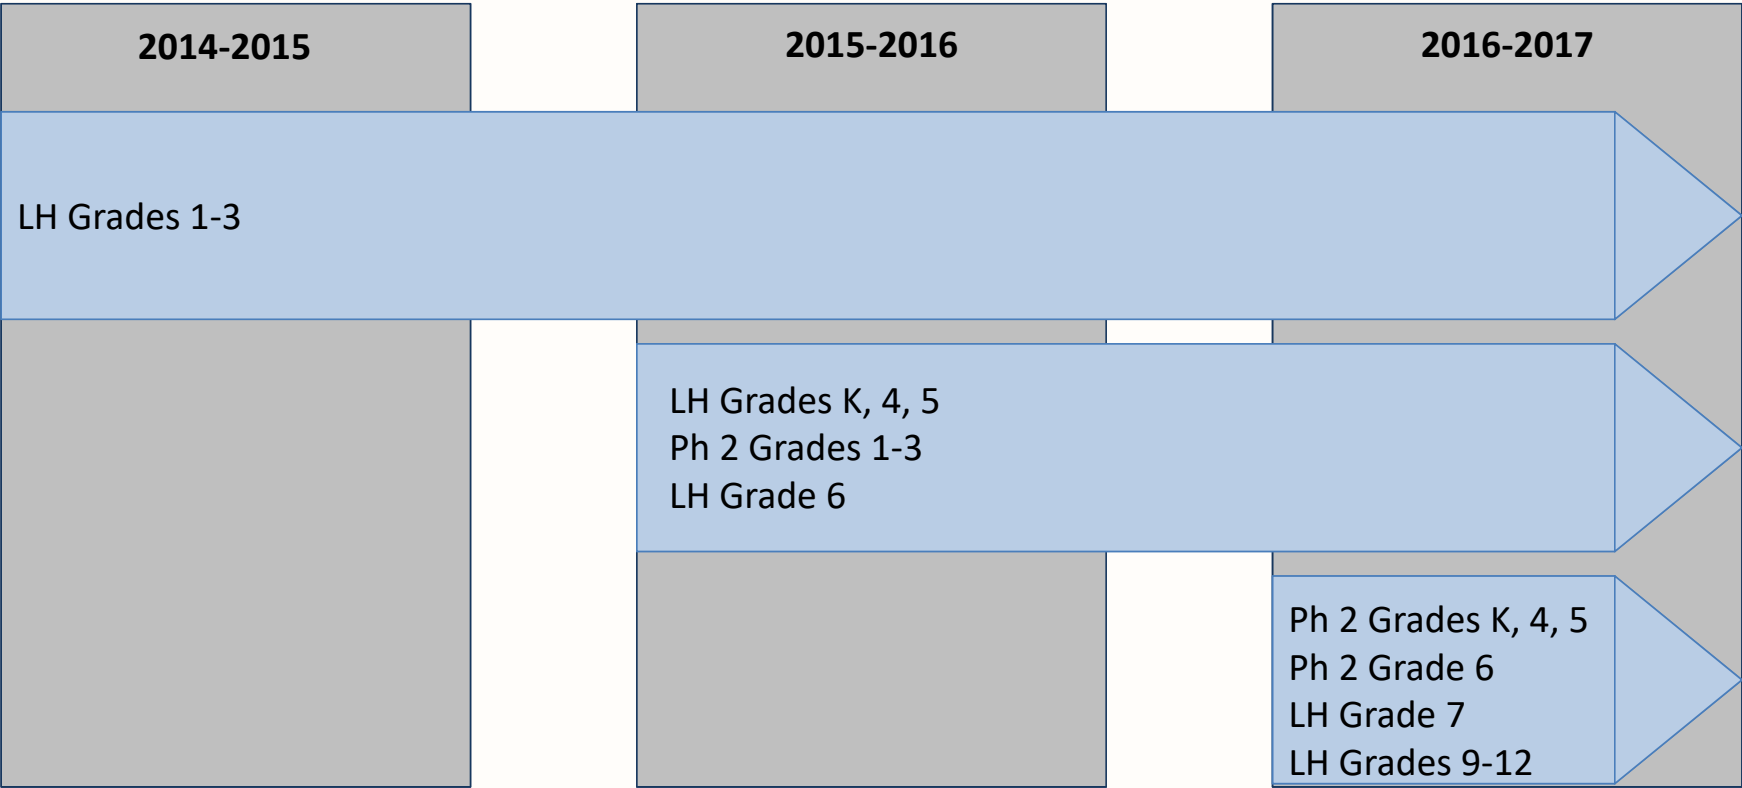 2014-2015
2015-2016
2016-2017
LH Grades 1-3
LH Grades K, 4, 5
Ph 2 Grades 1-3
LH Grade 6
Ph 2 Grades K, 4, 5
Ph 2 Grade 6
LH Grade 7
LH Grades 9-12